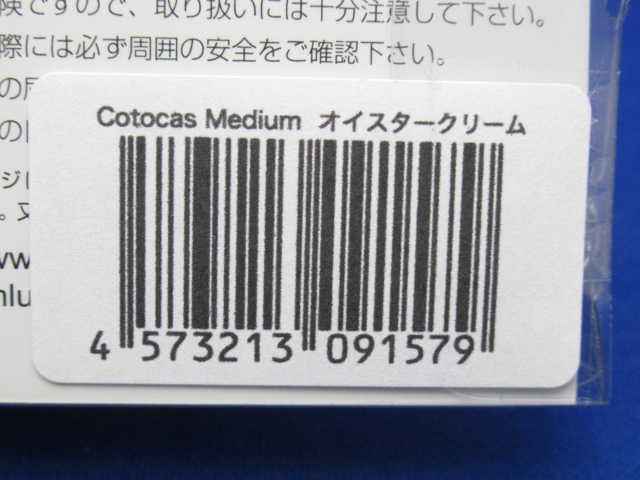 険ですので、取り扱いには十分注意して下さい。
際には必ず周囲の安全をご確認下さい。
Cotocas Medium オイスタークリーム
4 573213 091579